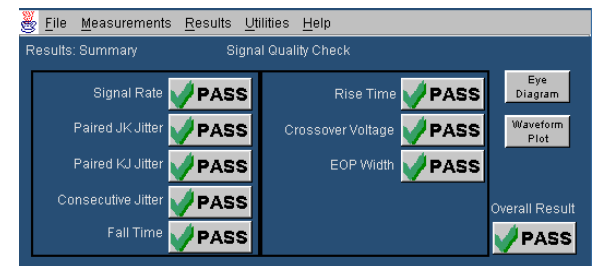 File Measurements Results Utilities Help
Results: Summary Signal Quality Check
Signal Rate PASS
Paired JK Jitter PASS
Paired KJ Jitter PASS
Consecutive Jitter PASS
Fall Time PASS
Rise Time PASS
Crossover Voltage PASS
EOP Width PASS
Eye
Diagram
Waveform
Plot
Overall Result
PASS